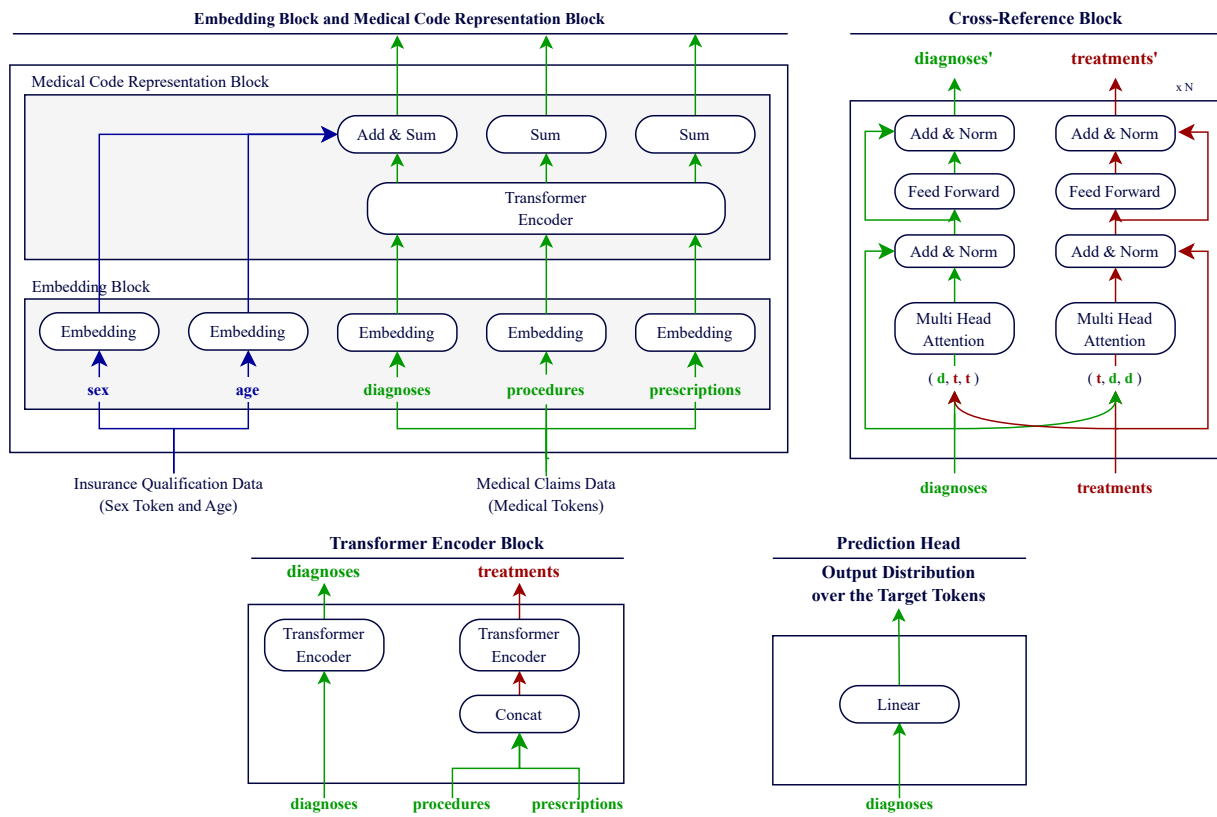 Embedding Block and Medical Code Representation Block
Medical Code Representation Block
Add & Sum
Sum
Sum
Transformer
Encoder
Embedding Block
Embedding
Embedding
Embedding
Embedding
Embedding
sex
age
diagnoses
procedures
prescriptions
Insurance Qualification Data
(Sex Token and Age)
Medical Claims Data
(Medical Tokens)
Cross-Reference Block
diagnoses'
treatments'
x N
Add & Norm
Add & Norm
Feed Forward
Feed Forward
Add & Norm
Add & Norm
Multi Head
Attention
Multi Head
Attention
( d, t, t )
( t, d, d )
diagnoses
treatments
Transformer Encoder Block
diagnoses
treatments
Transformer
Encoder
Transformer
Encoder
Concat
diagnoses
procedures
prescriptions
Prediction Head
Output Distribution
over the Target Tokens
Linear
diagnoses